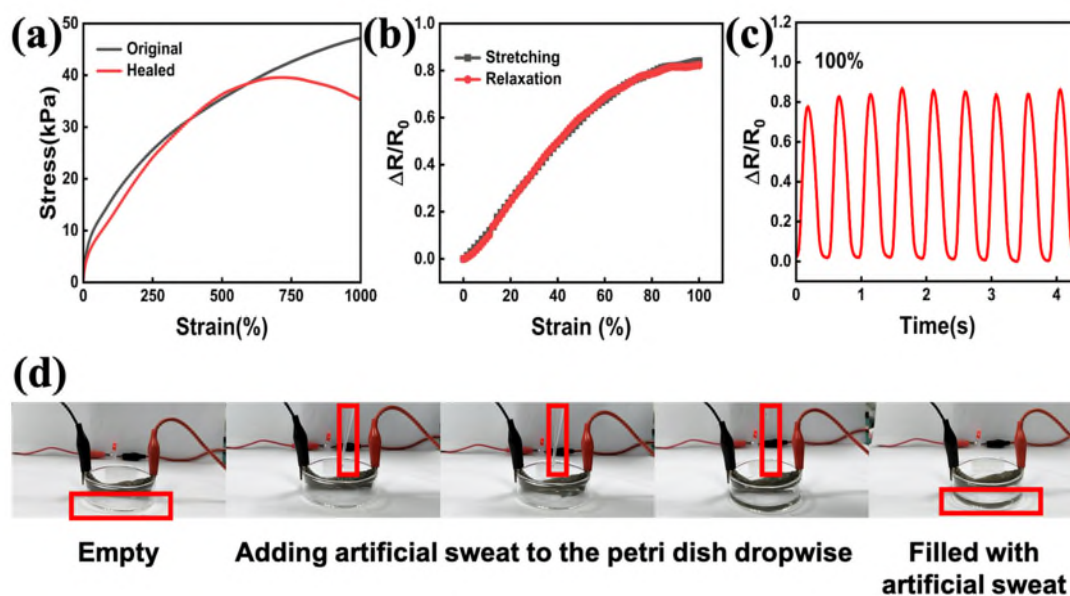 (a)
50
40
30
20
10
0
Stress(kPa)
Original
Healed
0
250
500
750
1000
Strain(%)
(b)
1.0
0.8
0.6
0.4
0.2
0.0
ΔR/R0
Stretching
Relaxation
0
20
40
60
80
100
Strain (%)
(c)
1.2
1.0
0.8
0.6
0.4
0.2
0.0
ΔR/R0
100%
0
1
2
3
4
Time(s)
(d)
Empty
Adding artificial sweat to the petri dish dropwise
Filled with
artificial sweat